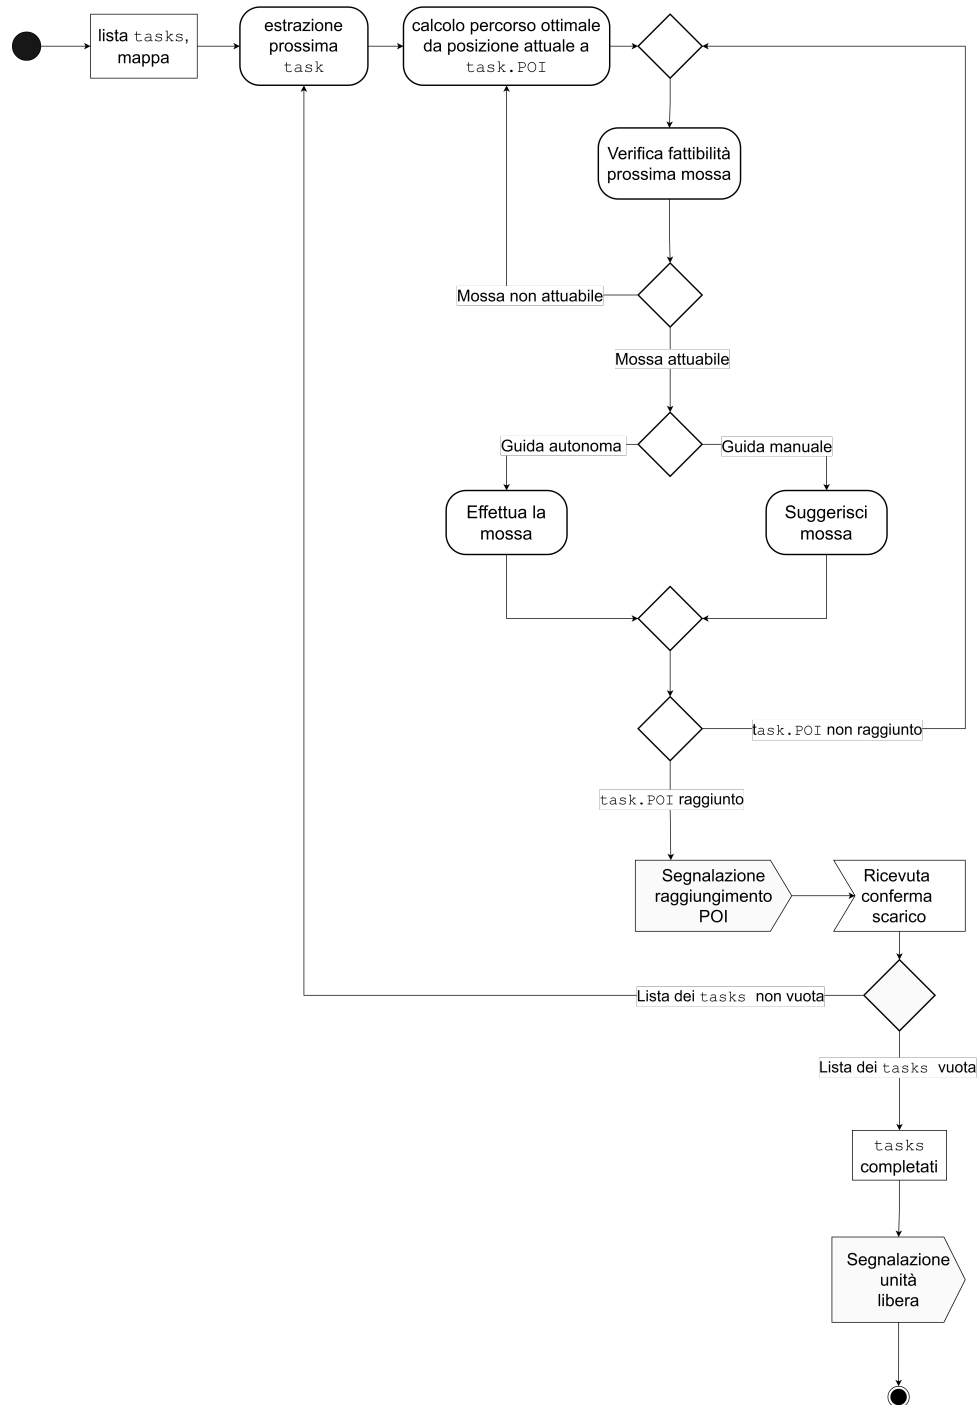 lista tasks,
mappa
estrazione
prossima
task
calcolo percorso ottimale
da posizione attuale a
task.POI
Verifica fattibilità
prossima mossa
Mossa non attuabile
Mossa attuabile
Guida autonoma
Guida manuale
Effettua la
mossa
Suggerisci
mossa
task.POI non raggiunto
task.POI raggiunto
Segnalazione
raggiungimento
POI
Ricevuta
conferma
scarico
Lista dei tasks non vuota
Lista dei tasks vuota
tasks
completati
Segnalazione
unità
libera